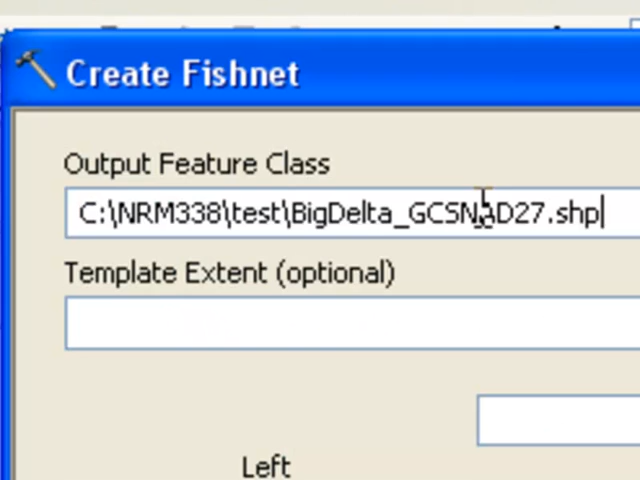 Create Fishnet
Output Feature Class
C:\NRM338\test\BigDelta_GCSNAD27.shp
Template Extent (optional)
Left